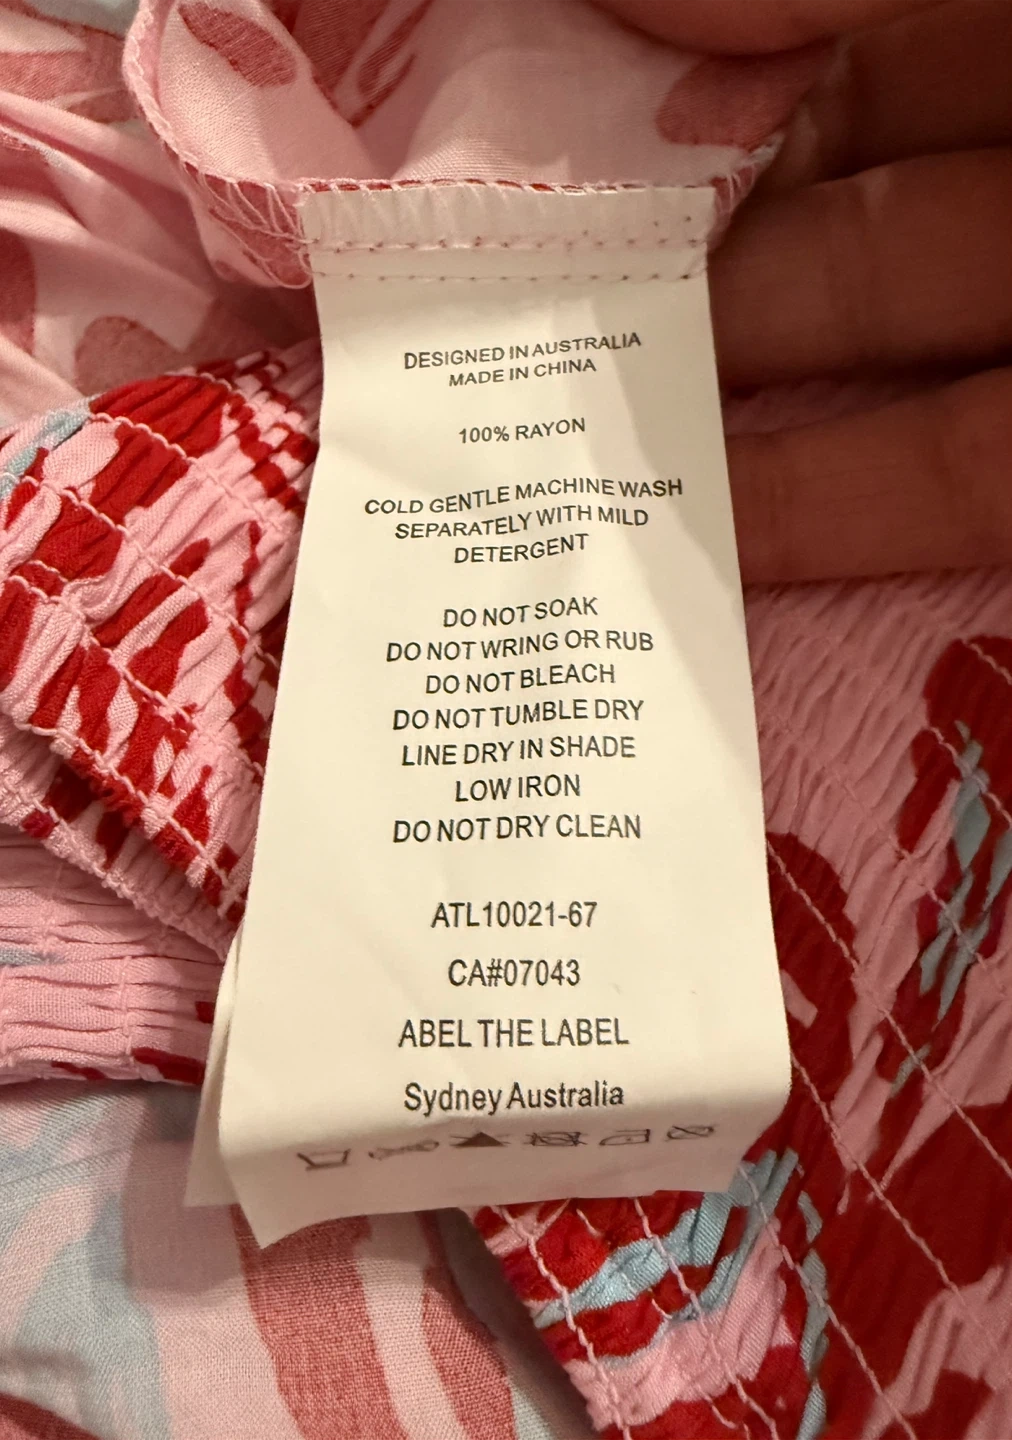 DESIGNED IN AUSTRALIA
MADE IN CHINA
100% RAYON
COLD GENTLE MACHINE WASH
SEPARATELY WITH MILD
DETERGENT
DO NOT SOAK
DO NOT WRING OR RUB
DO NOT BLEACH
DO NOT TUMBLE DRY
LINE DRY IN SHADE
LOW IRON
DO NOT DRY CLEAN
ATL10021-67
CA#07043
ABEL THE LABEL
Sydney Australia